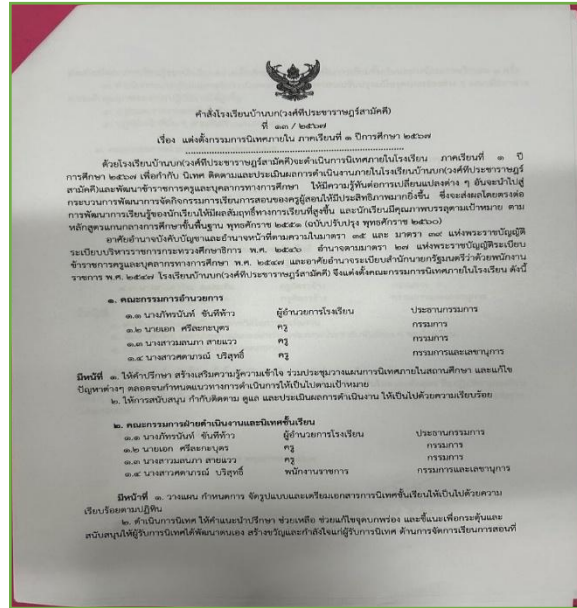 คำสั่งโรงเรียนบ้านบก(วงศ์ทีประชาราษฎร์สามัคคี)
ที่ ๑๓ / ๒๕๖๗
เรื่อง แต่งตั้งกรรมการนิเทศภายใน ภาคเรียนที่ ๑ ปีการศึกษา ๒๕๖๗
ด้วยโรงเรียนบ้านบก(วงศ์ทีประชาราษฎร์สามัคคี)จะดำเนินการนิเทศภายในโรงเรียน ภาคเรียนที่ ๑ ปี
การศึกษา ๒๕๖๗ เพื่อกำกับ นิเทศ ติดตามและประเมินผลการดำเนินงานภายในโรงเรียนบ้านบก(วงศ์ทีประชาราษฎร์
สามัคคี)และพัฒนาข้าราชการครูและบุคลากรทางการศึกษา ให้มีความรู้ทันต่อการเปลี่ยนแปลงต่าง ๆ อันจะนำไปสู่
กระบวนการพัฒนาการจัดกิจกรรมการเรียนการสอนของครูผู้สอนให้มีประสิทธิภาพมากยิ่งขึ้น ซึ่งจะส่งผลโดยตรงต่อ
การพัฒนาการเรียนรู้ของนักเรียนให้มีผลสัมฤทธิ์ทางการเรียนที่สูงขึ้น และนักเรียนมีคุณภาพบรรลุตามเป้าหมาย ตาม
หลักสูตรแกนกลางการศึกษาขั้นพื้นฐาน พุทธศักราช ๒๕๕๑ (ฉบับปรับปรุง พุทธศักราช ๒๕๖๐)
อาศัยอำนาจบังคับบัญชาและอำนาจหน้าที่ตามความในมาตรา ๓๕ และ มาตรา ๓๙ แห่งพระราชบัญญัติ
ระเบียบบริหารราชการกระทรวงศึกษาธิการ พ.ศ. ๒๕๔๖ อำนาจตามมาตรา ๒๗ แห่งพระราชบัญญัติระเบียบ
ข้าราชการครูและบุคลากรทางการศึกษา พ.ศ. ๒๕๔๗ และอาศัยอำนาจระเบียบสำนักนายกรัฐมนตรีว่าด้วยพนักงาน
ราชการ พ.ศ. ๒๕๔๗ โรงเรียนบ้านบก(วงศ์ทีประชาราษฎร์สามัคคี) จึงแต่งตั้งคณะกรรมการนิเทศภายในโรงเรียน ดังนี้
๑. คณะกรรมการอำนวยการ
๑.๑ นางภัทรนันท์ ขันทีท้าว ผู้อำนวยการโรงเรียน ประธานกรรมการ
๑.๒ นายเอก ศรีละกะบุตร ครู กรรมการ
๑.๓ นางสาวมลนภา สายแวว ครู กรรมการ
๑.๔ นางสาวศตาภรณ์ บริสุทธิ์ ครู กรรมการและเลขานุการ
มีหน้าที่ ๑. ให้คำปรึกษา สร้างเสริมความรู้ความเข้าใจ ร่วมประชุมวางแผนการนิเทศภายในสถานศึกษา และแก้ไข
ปัญหาต่างๆ ตลอดจนกำหนดแนวทางการดำเนินการให้เป็นไปตามเป้าหมาย
๒. ให้การสนับสนุน กำกับติดตาม ดูแล และประเมินผลการดำเนินงาน ให้เป็นไปด้วยความเรียบร้อย
๒. คณะกรรมการฝ่ายดำเนินงานและนิเทศชั้นเรียน
๑.๑ นางภัทรนันท์ ขันทีท้าว ผู้อำนวยการโรงเรียน ประธานกรรมการ
๑.๒ นายเอก ศรีละกะบุตร ครู กรรมการ
๑.๓ นางสาวมลนภา สายแวว ครู กรรมการ
๑.๔ นางสาวศตาภรณ์ บริสุทธิ์ พนักงานราชการ กรรมการและเลขานุการ
มีหน้าที่ ๑. วางแผน กำหนดการ จัดรูปแบบและเตรียมเอกสารการนิเทศชั้นเรียนให้เป็นไปด้วยความ
เรียบร้อยตามปฏิทิน
๒. ดำเนินการนิเทศ ให้คำแนะนำปรึกษา ช่วยเหลือ ช่วยแก้ไขจุดบกพร่อง และชี้แนะเพื่อกระตุ้นและ
สนับสนุนให้ผู้รับการนิเทศได้พัฒนาตนเอง สร้างขวัญและกำลังใจแก่ผู้รับการนิเทศ ด้านการจัดการเรียนการสอนที่